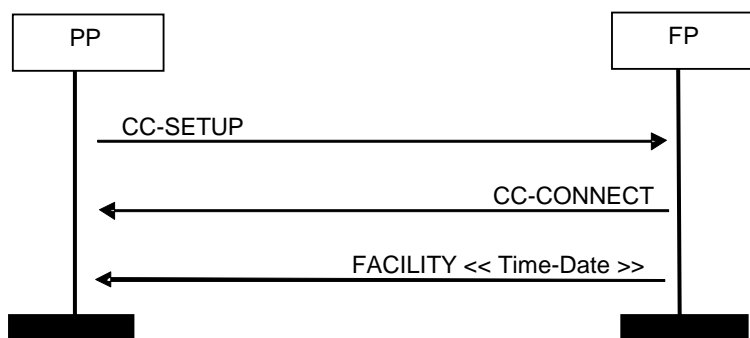 PP
FP
CC-SETUP
CC-CONNECT
FACILITY << Time-Date >>